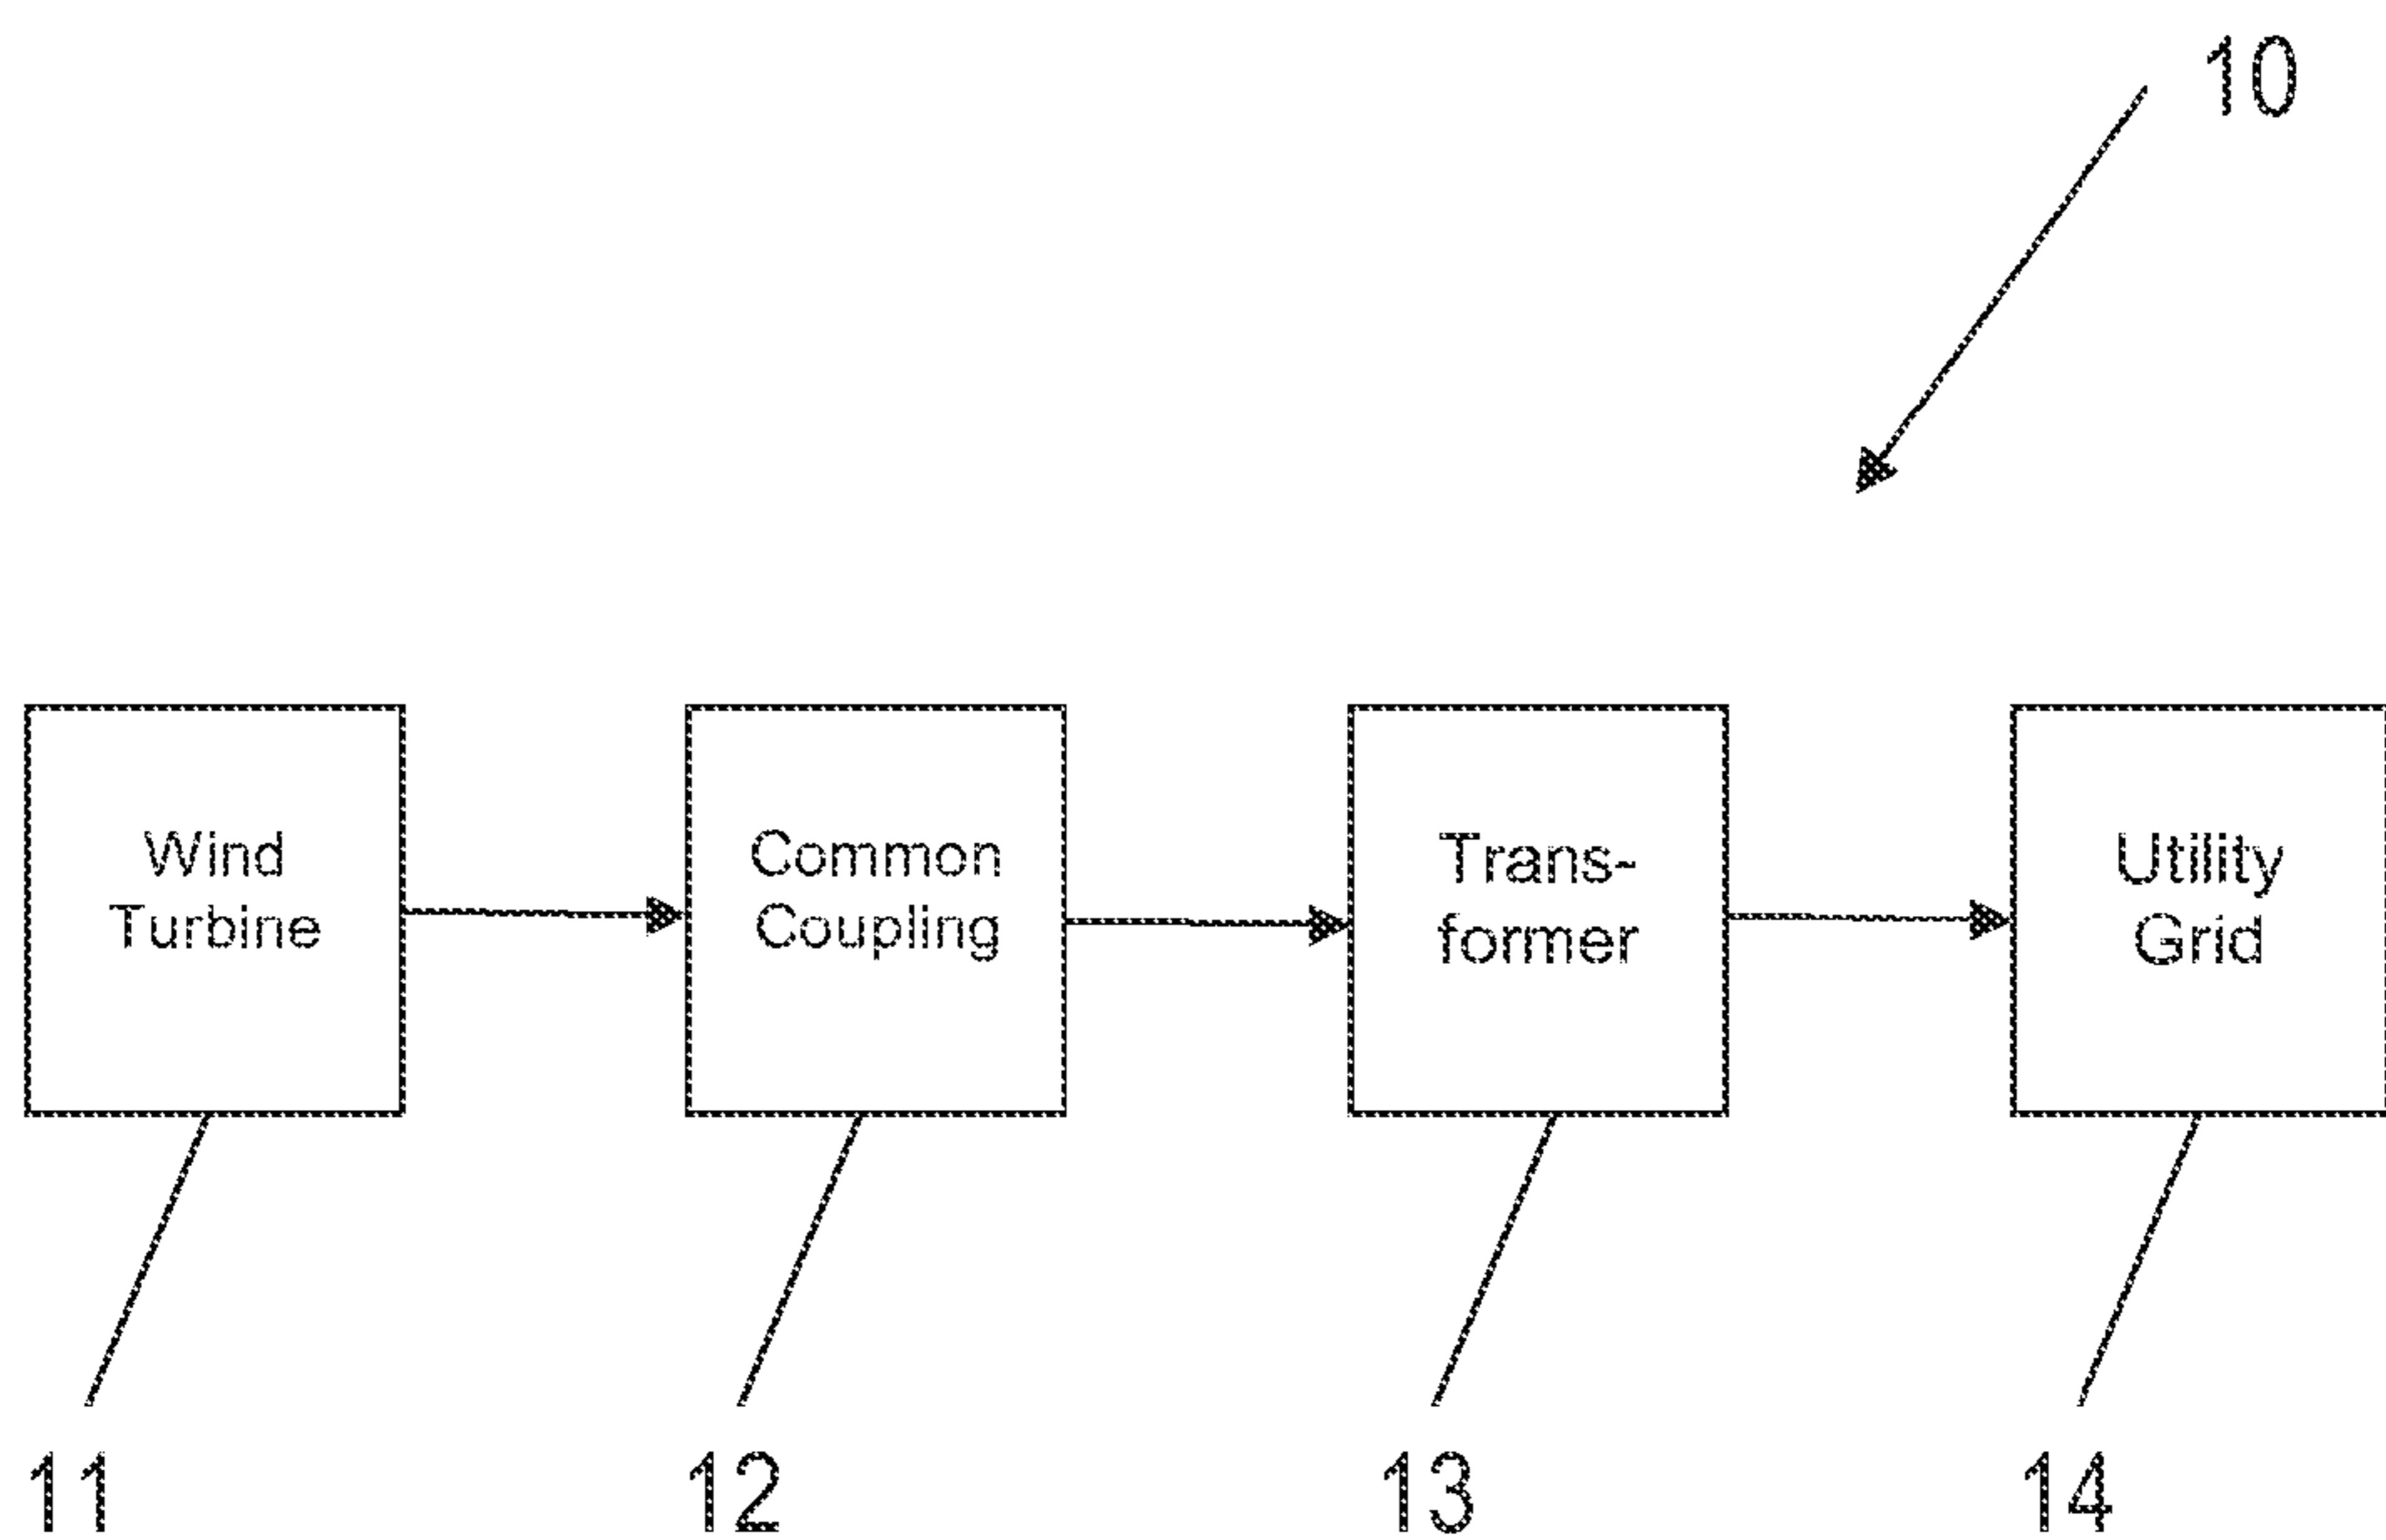 10
Wind
Turbine
Common
Coupling
Trans-
former
Utility
Grid
11
12
13
14